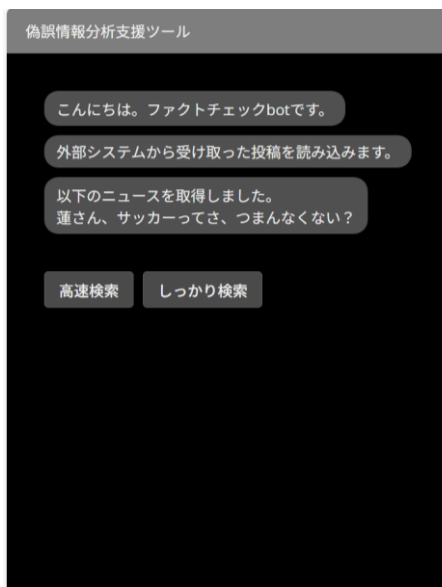 偽誤情報分析支援ツール
こんにちは。ファクトチェックbotです。
外部システムから受け取った投稿を読み込みます。
以下のニュースを取得しました。
蓮さん、サッカーってさ、つまんなくない？
高速検索 しっかり検索